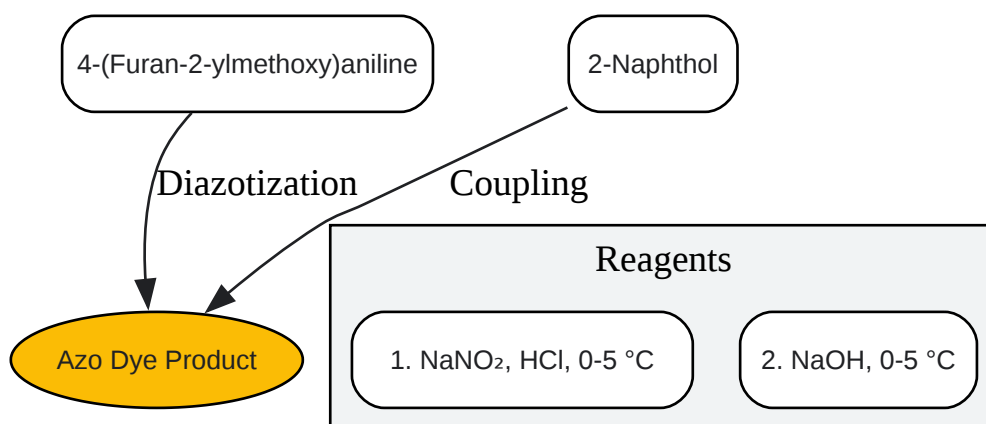 4-(Furan-2-ylmethoxy)aniline
2-Naphthol
Diazotization
Coupling
Reagents
Azo Dye Product
1. NaNO₂, HCl, 0-5 °C
2. NaOH, 0-5 °C